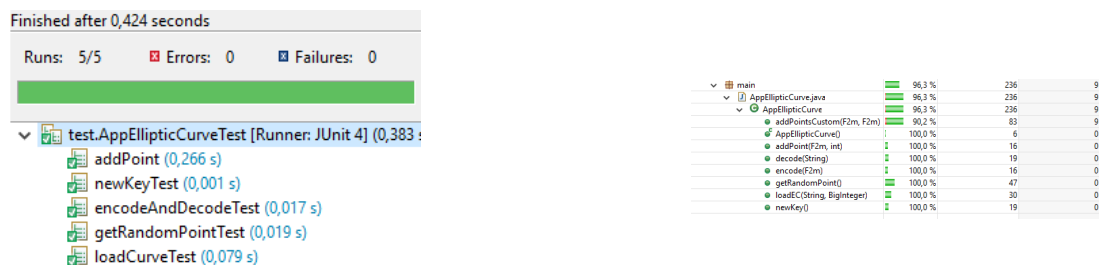 Finished after 0,424 seconds
Runs: 5/5 Errors: 0 Failures: 0
test.AppEllipticCurveTest [Runner: JUnit 4] (0,383 s
addPoint (0,266 s)
newKeyTest (0,001 s)
encodeAndDecodeTest (0,017 s)
getRandomPointTest (0,019 s)
loadCurveTest (0,079 s)
main 96,3 % 236 9
AppEllipticCurve.java 96,3 % 236 9
AppEllipticCurve 96,3 % 236 9
addPointsCustom(F2m, F2m) 90,2 % 83 9
AppEllipticCurve() 100,0 % 6 0
addPoint(F2m, int) 100,0 % 16 0
decode(String) 100,0 % 19 0
encode(F2m) 100,0 % 16 0
getRandomPoint() 100,0 % 47 0
loadEC(String, BigInteger) 100,0 % 30 0
newKey() 100,0 % 19 0